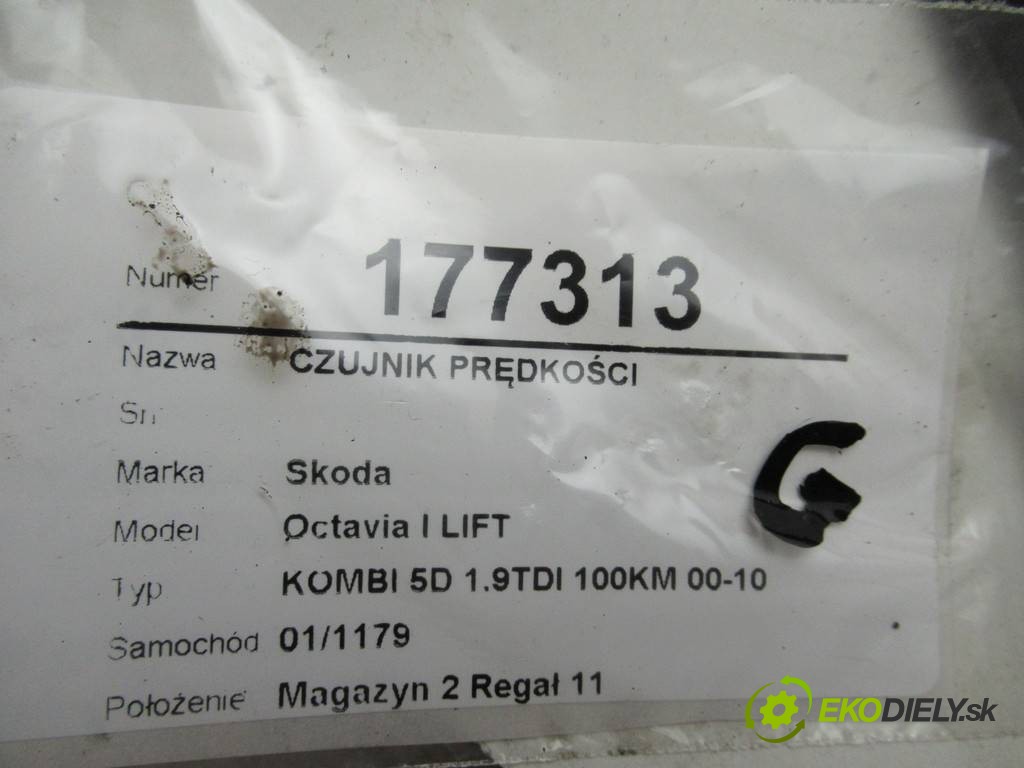 Numer 177313
Nazwa CZUJNIK PRĘDKOŚCI
Sn
Marka Skoda
Model Octavia I LIFT
Typ KOMBI 5D 1.9TDI 100KM 00-10
Samochód 01/1179
Położenie Magazyn 2 Regał 11
G
EKODIELY.sk